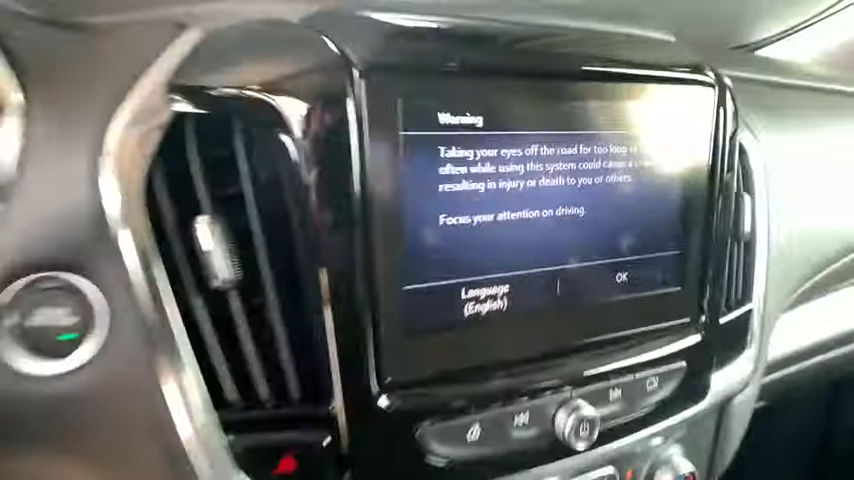 Warning
Taking your eyes off the road for too long or too
often while using this system could cause a
resulting in injury or death to you or others.
Focus your attention on driving.
Language
(English)
OK